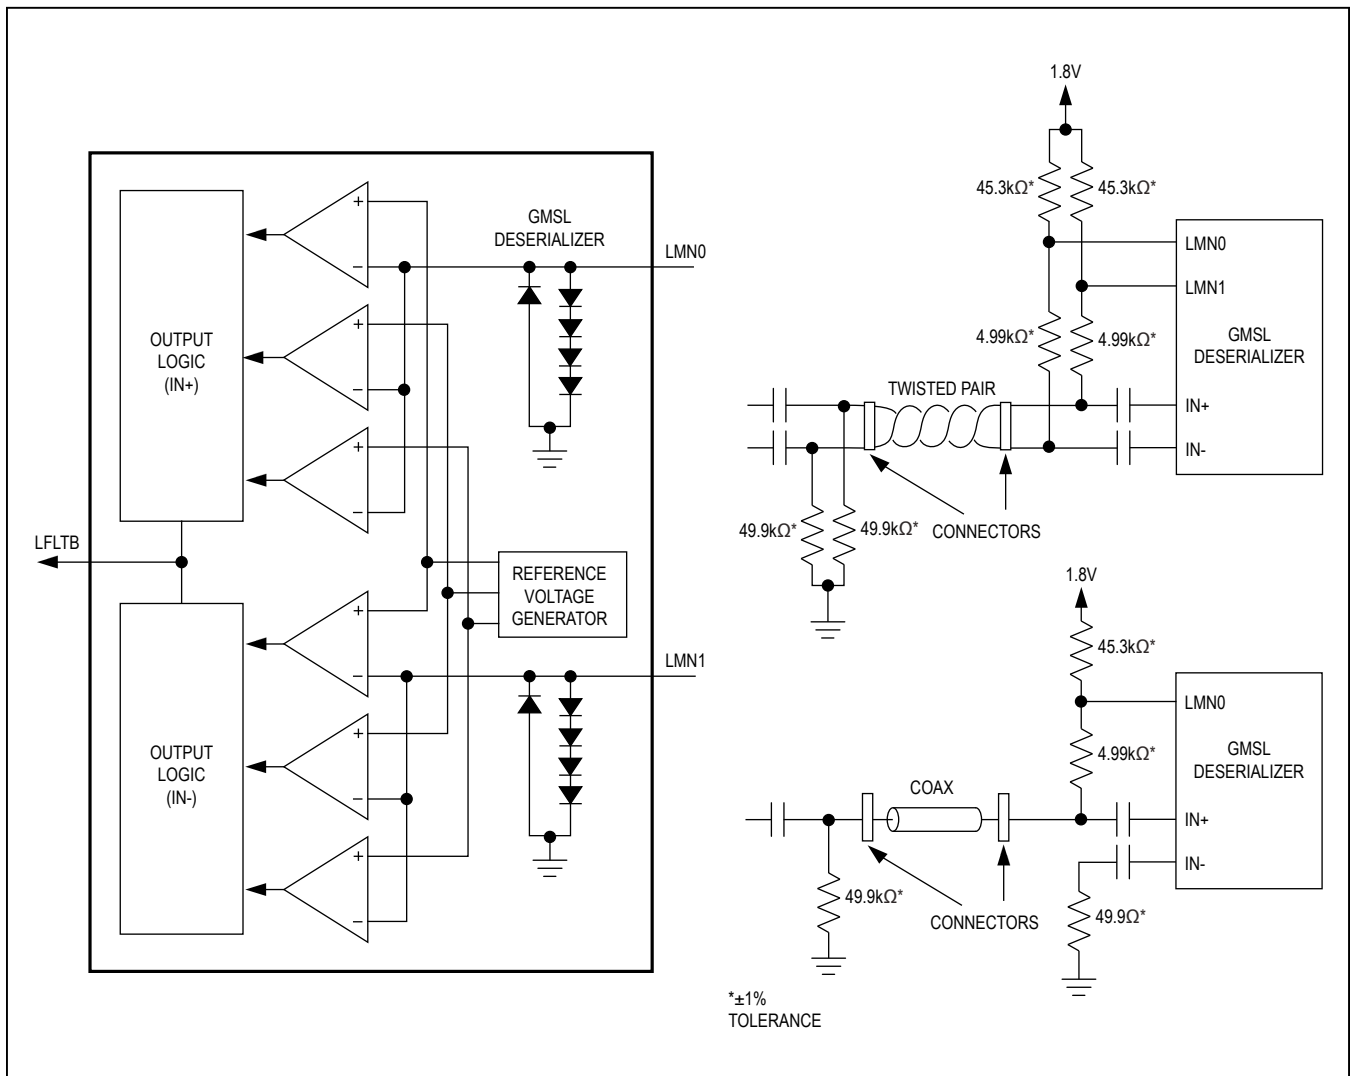 OUTPUT
LOGIC
(IN+)
+
−
+
−
+
−
GMSL
DESERIALIZER
LMN0
LFLTB
REFERENCE
VOLTAGE
GENERATOR
OUTPUT
LOGIC
(IN-)
+
−
+
−
+
−
LMN1
1.8V
45.3kΩ*
45.3kΩ*
LMN0
LMN1
4.99kΩ*
4.99kΩ*
GMSL
DESERIALIZER
TWISTED PAIR
IN+
IN-
49.9kΩ*
49.9kΩ*
CONNECTORS
1.8V
45.3kΩ*
LMN0
4.99kΩ*
GMSL
DESERIALIZER
COAX
IN+
IN-
49.9kΩ*
CONNECTORS
49.9Ω*
*±1%
TOLERANCE